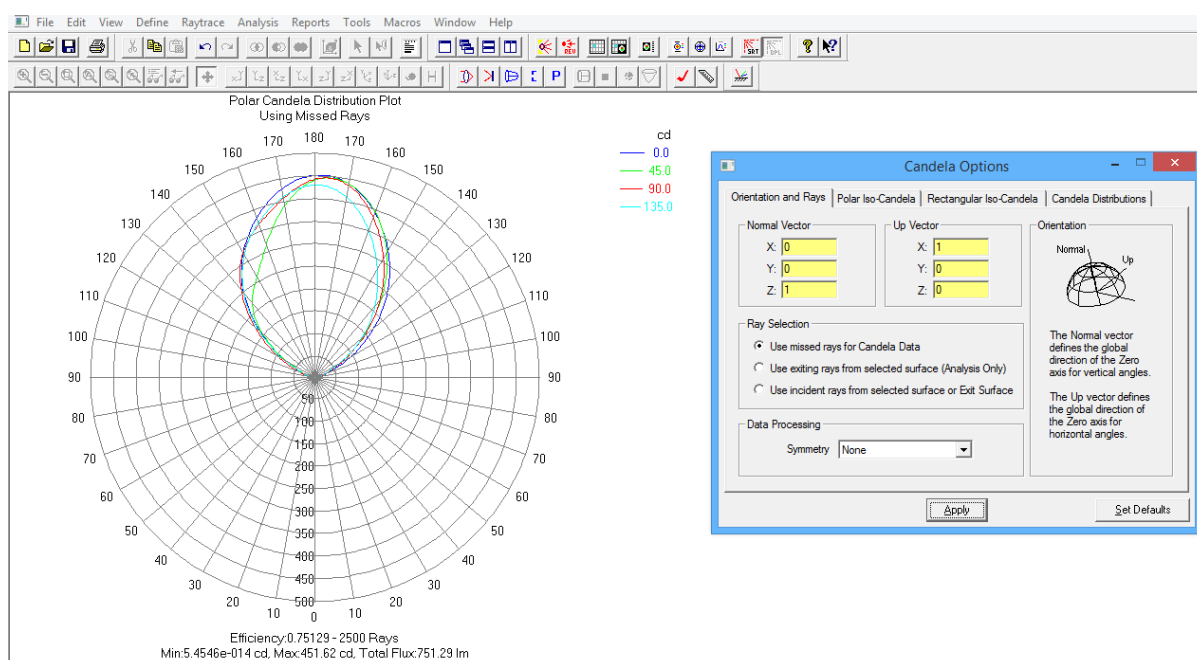 File Edit View Define Raytrace Analysis Reports Tools Macros Window Help
REV SRT BPL
P H
Polar Candela Distribution Plot
Using Missed Rays
180
170 170
160 160
150 150
140 140
130 130
120 120
110 110
100 100
90 90
80 80
70 70
60 60
50 50
40 40
30 30
20 20
10 10
0
50
100
150
200
250
300
350
400
450
500
cd
0.0
45.0
90.0
135.0
Efficiency:0.75129 - 2500 Rays
Min:5.4546e-014 cd, Max:451.62 cd, Total Flux:751.29 lm
Candela Options
Orientation and Rays Polar Iso-Candela Rectangular Iso-Candela Candela Distributions
Normal Vector
X: 0
Y: 0
Z: 1
Up Vector
X: 1
Y: 0
Z: 0
Orientation
Normal
Up
The Normal vector
defines the global
direction of the Zero
axis for vertical angles.
The Up vector defines
the global direction of
the Zero axis for
horizontal angles.
Ray Selection
Use missed rays for Candela Data
Use exiting rays from selected surface (Analysis Only)
Use incident rays from selected surface or Exit Surface
Data Processing
Symmetry None
Apply
Set Defaults